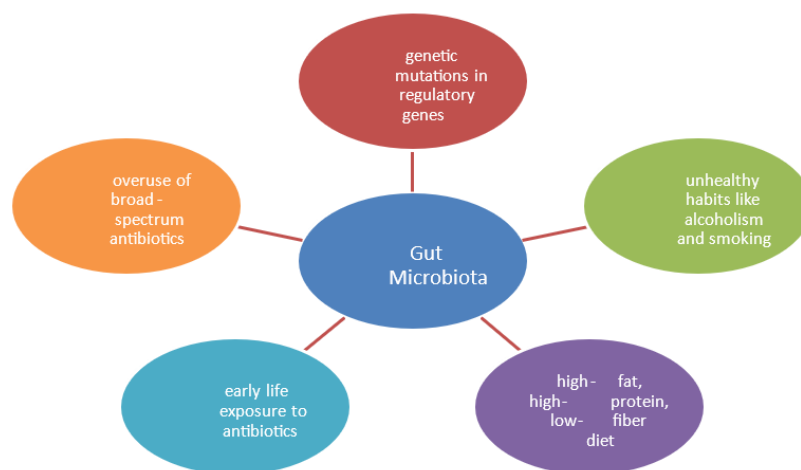 genetic
mutations in
regulatory
genes
overuse of
broad-
spectrum
antibiotics
unhealthy
habits like
alcoholism
and smoking
Gut
Microbiota
early life
exposure to
antibiotics
high- fat,
high- protein,
low- fiber
diet